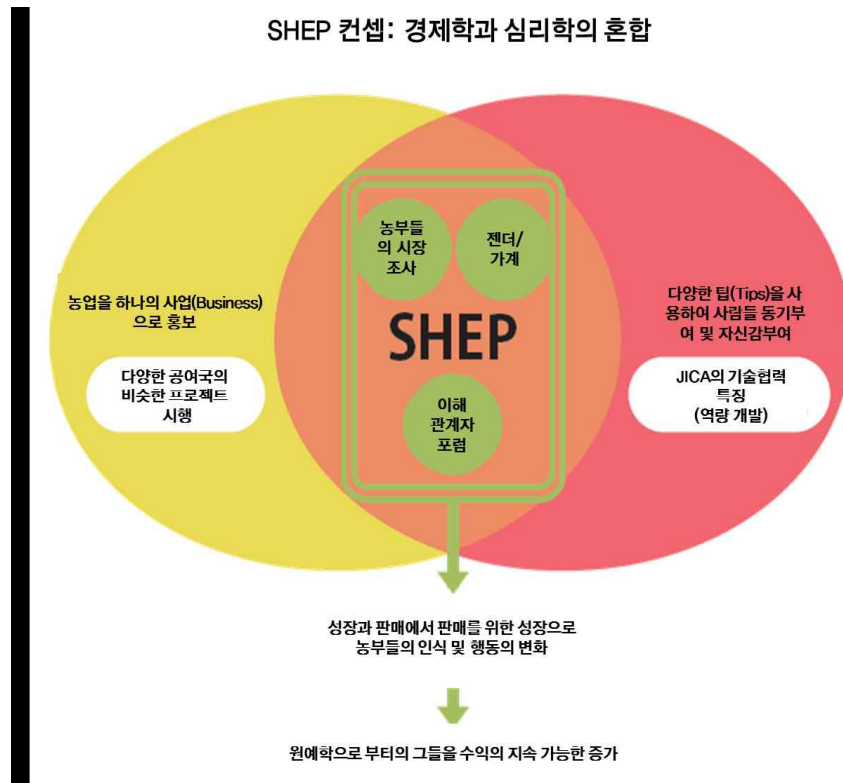 SHEP 컨셉: 경제학과 심리학의 혼합
농업을 하나의 사업(Business)
으로 홍보
다양한 공여국의
비슷한 프로젝트
시행
농부들
의 시장
조사
젠더/
가계
SHEP
이해
관계자
포럼
다양한 팁(Tips)을 사
용하여 사람들 동기부
여 및 자신감부여
JICA의 기술협력
특징
(역량 개발)
성장과 판매에서 판매를 위한 성장으로
농부들의 인식 및 행동의 변화
원예학으로 부터의 그들을 수익의 지속 가능한 증가